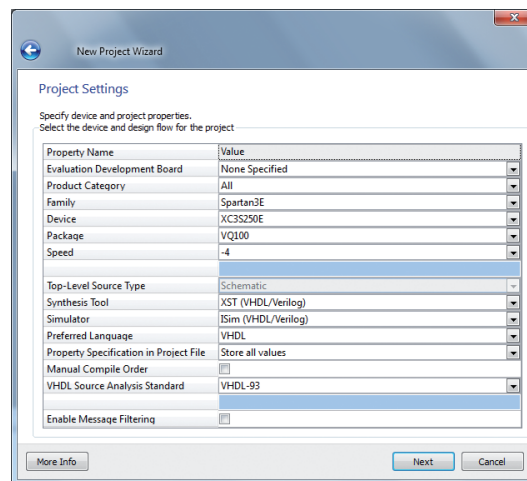 New Project Wizard
Project Settings
Specify device and project properties.
Select the device and design flow for the project
Property Name Value
Evaluation Development Board None Specified
Product Category All
Family Spartan3E
Device XC3S250E
Package VQ100
Speed -4
Top-Level Source Type Schematic
Synthesis Tool XST (VHDL/Verilog)
Simulator ISim (VHDL/Verilog)
Preferred Language VHDL
Property Specification in Project File Store all values
Manual Compile Order
VHDL Source Analysis Standard VHDL-93
Enable Message Filtering
More Info Next Cancel